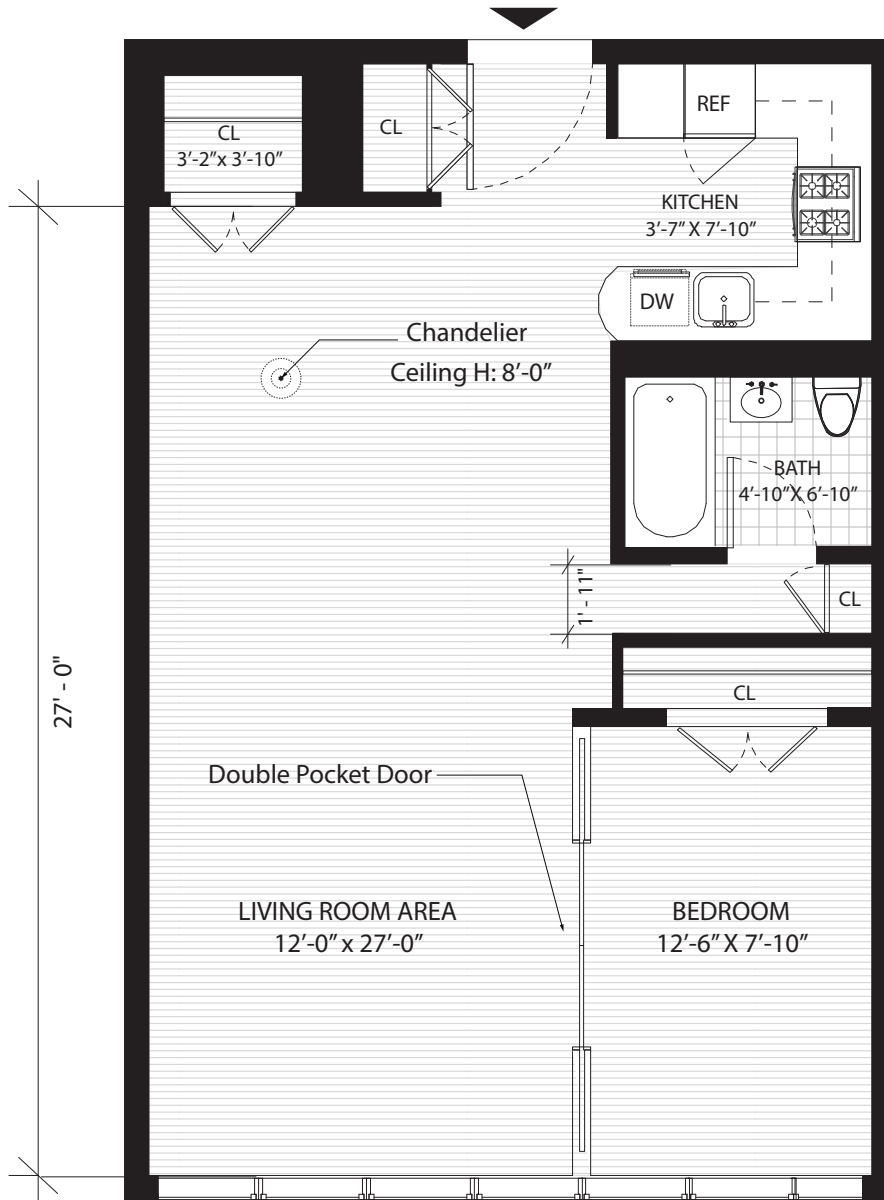 CL
3'-2"x 3'-10"
CL
REF
KITCHEN
3'-7" X 7'-10"
DW
Chandelier
Ceiling H: 8'-0"
BATH
4'-10"X 6'-10"
1' - 11"
CL
CL
27' - 0"
Double Pocket Door
LIVING ROOM AREA
12'-0" x 27'-0"
BEDROOM
12'-6" X 7'-10"